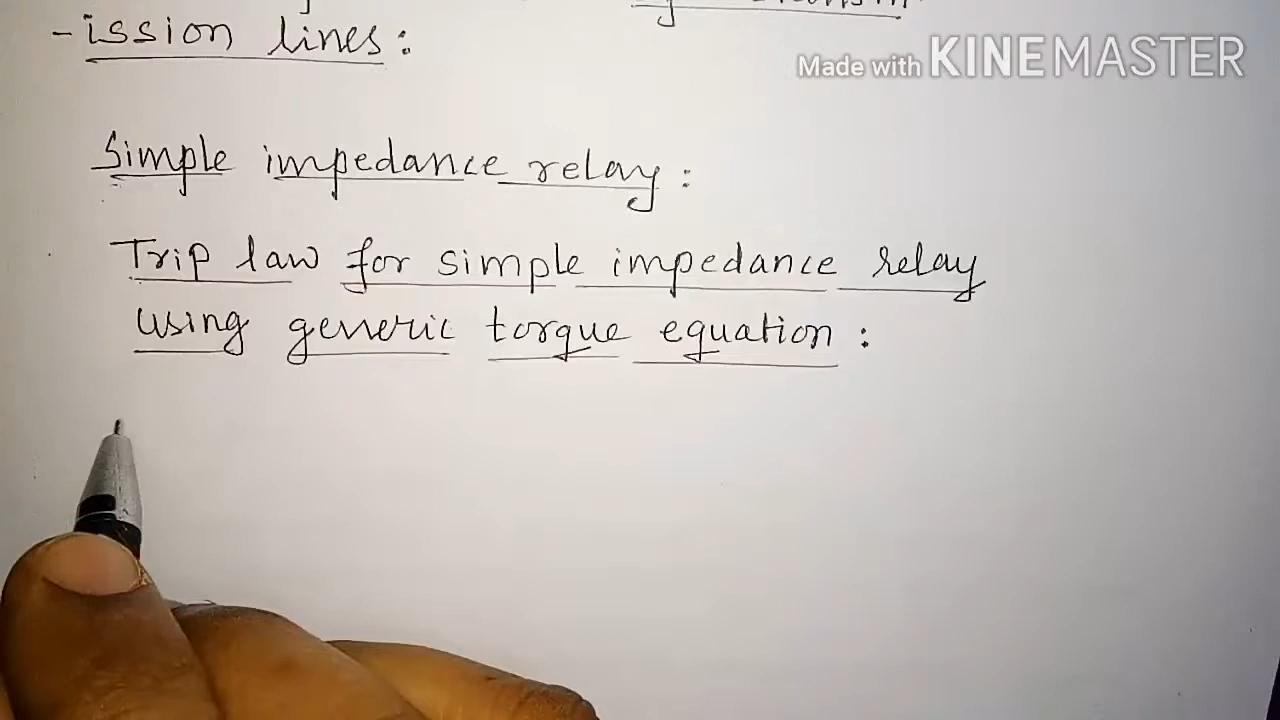 -ission lines:
Made with KINEMASTER
Simple impedance relay:
Trip law for simple impedance relay
using generic torque equation: